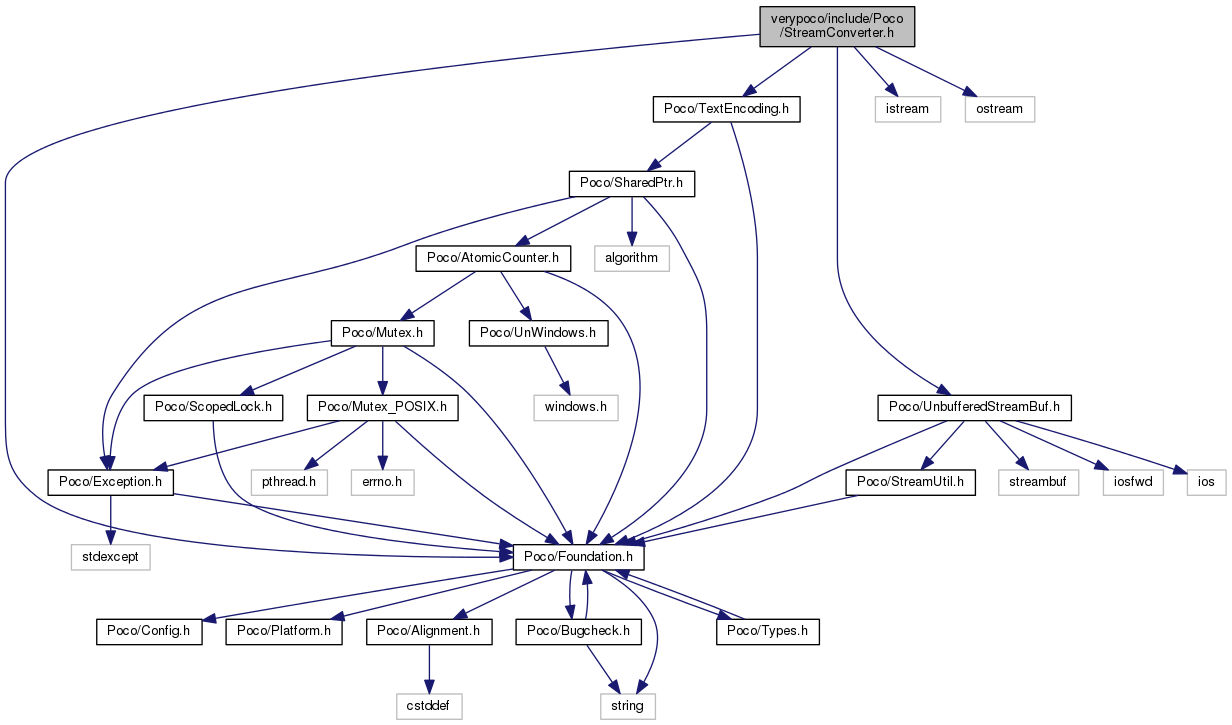 verypoco/include/Poco
/StreamConverter.h
Poco/TextEncoding.h
istream
ostream
Poco/SharedPtr.h
Poco/AtomicCounter.h
algorithm
Poco/Mutex.h
Poco/UnWindows.h
Poco/ScopedLock.h
Poco/Mutex_POSIX.h
windows.h
Poco/UnbufferedStreamBuf.h
Poco/Exception.h
pthread.h
errno.h
Poco/StreamUtil.h
streambuf
iosfwd
ios
stdexcept
Poco/Foundation.h
Poco/Config.h
Poco/Platform.h
Poco/Alignment.h
Poco/Bugcheck.h
Poco/Types.h
cstddef
string